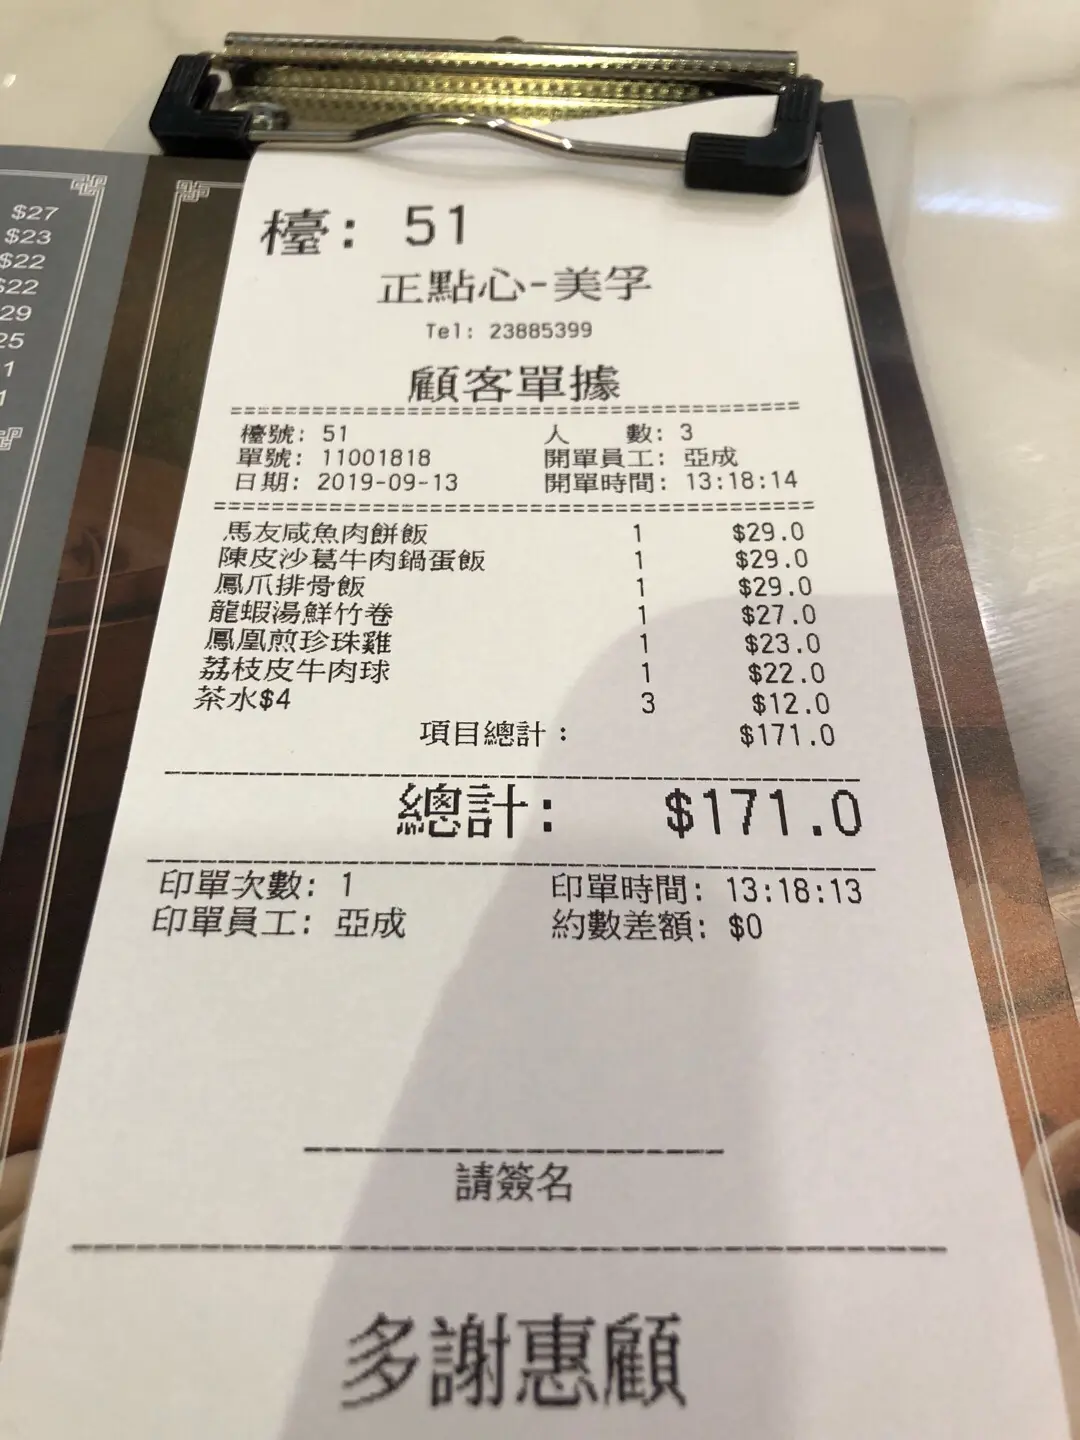 $27
$23
$22
$22
29
25
1
1
檯: 51
正點心-美孚
Tel: 23885399
顧客單據
檯號: 51 人 數: 3
單號: 11001818 開單員工: 亞成
日期: 2019-09-13 開單時間: 13:18:14
馬友咸魚肉餅飯 1 $29.0
陳皮沙葛牛肉鍋蛋飯 1 $29.0
鳳爪排骨飯 1 $29.0
龍蝦湯鮮竹卷 1 $27.0
鳳凰煎珍珠雞 1 $23.0
荔枝皮牛肉球 1 $22.0
茶水$4 3 $12.0
項目總計: $171.0
總計: $171.0
印單次數: 1 印單時間: 13:18:13
印單員工: 亞成 約數差額: $0
請簽名
多謝惠顧